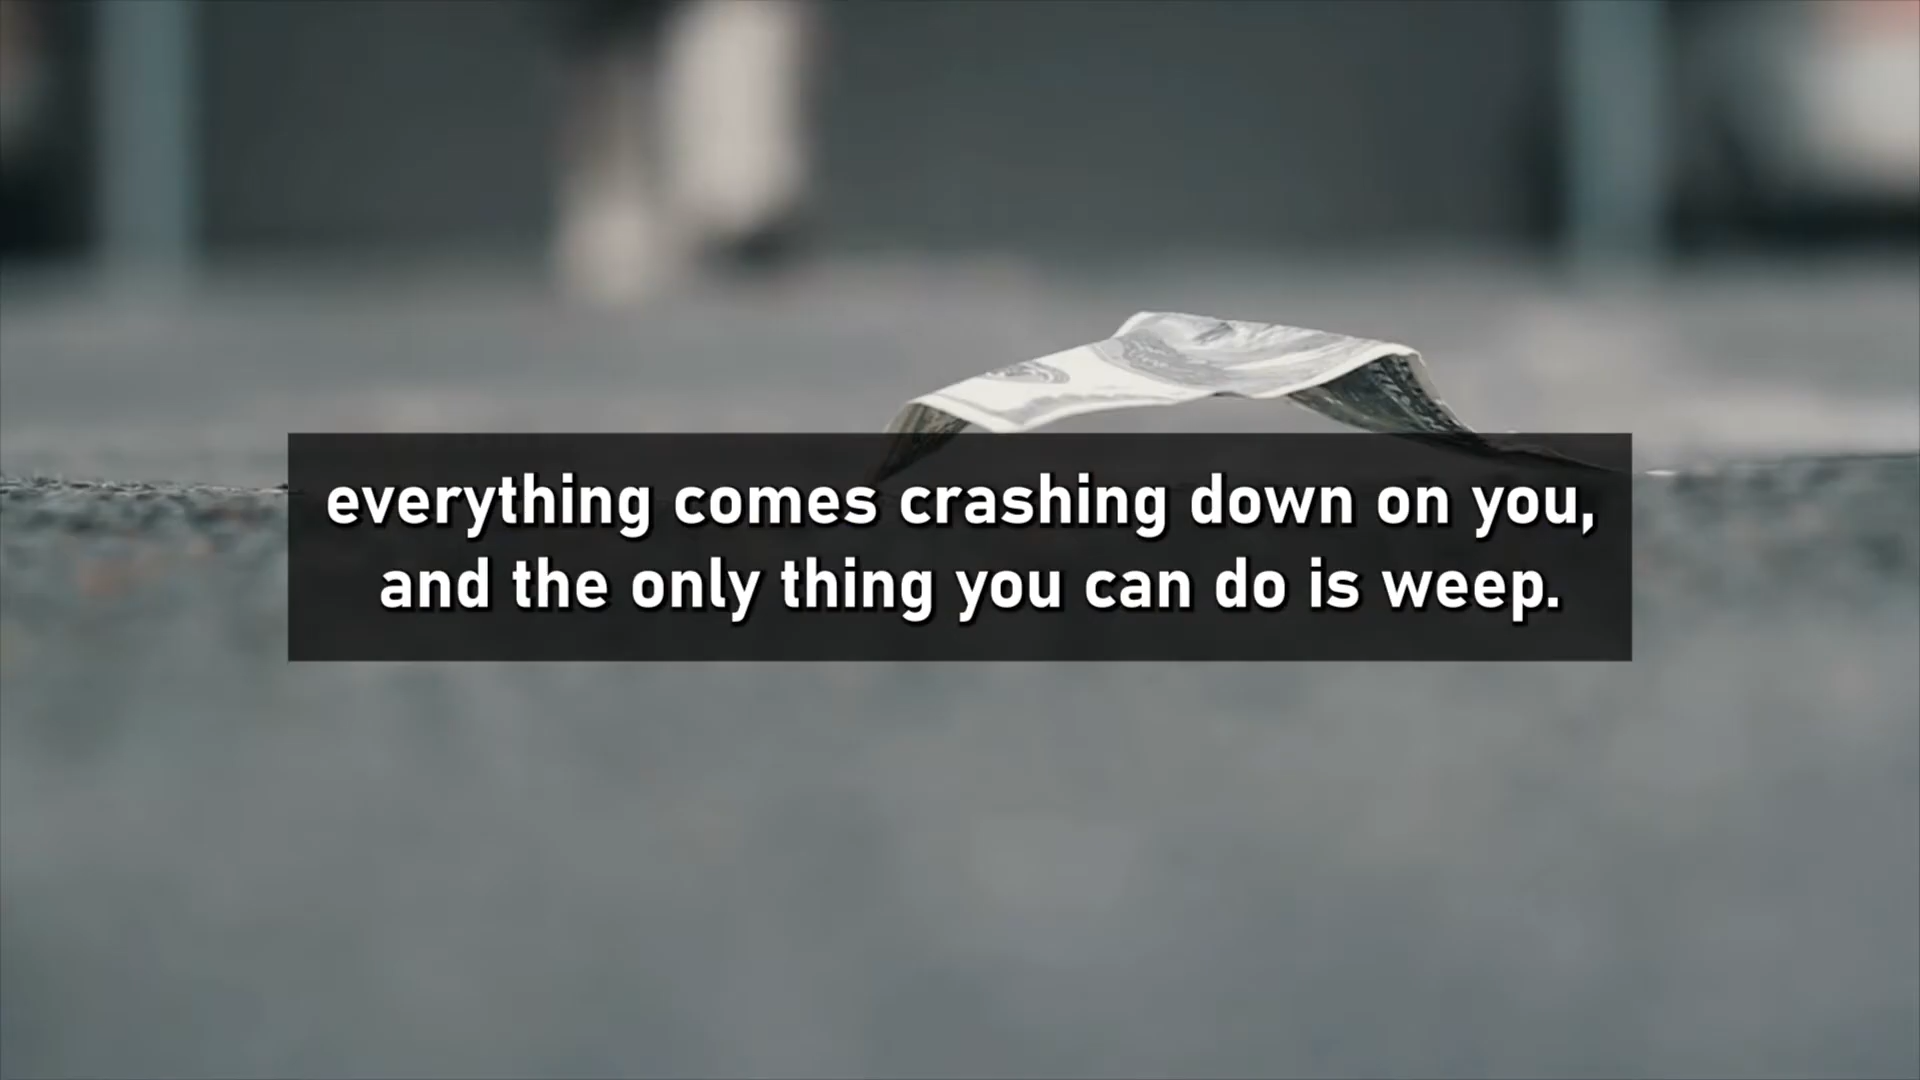 everything comes crashing down on you,
and the only thing you can do is weep.